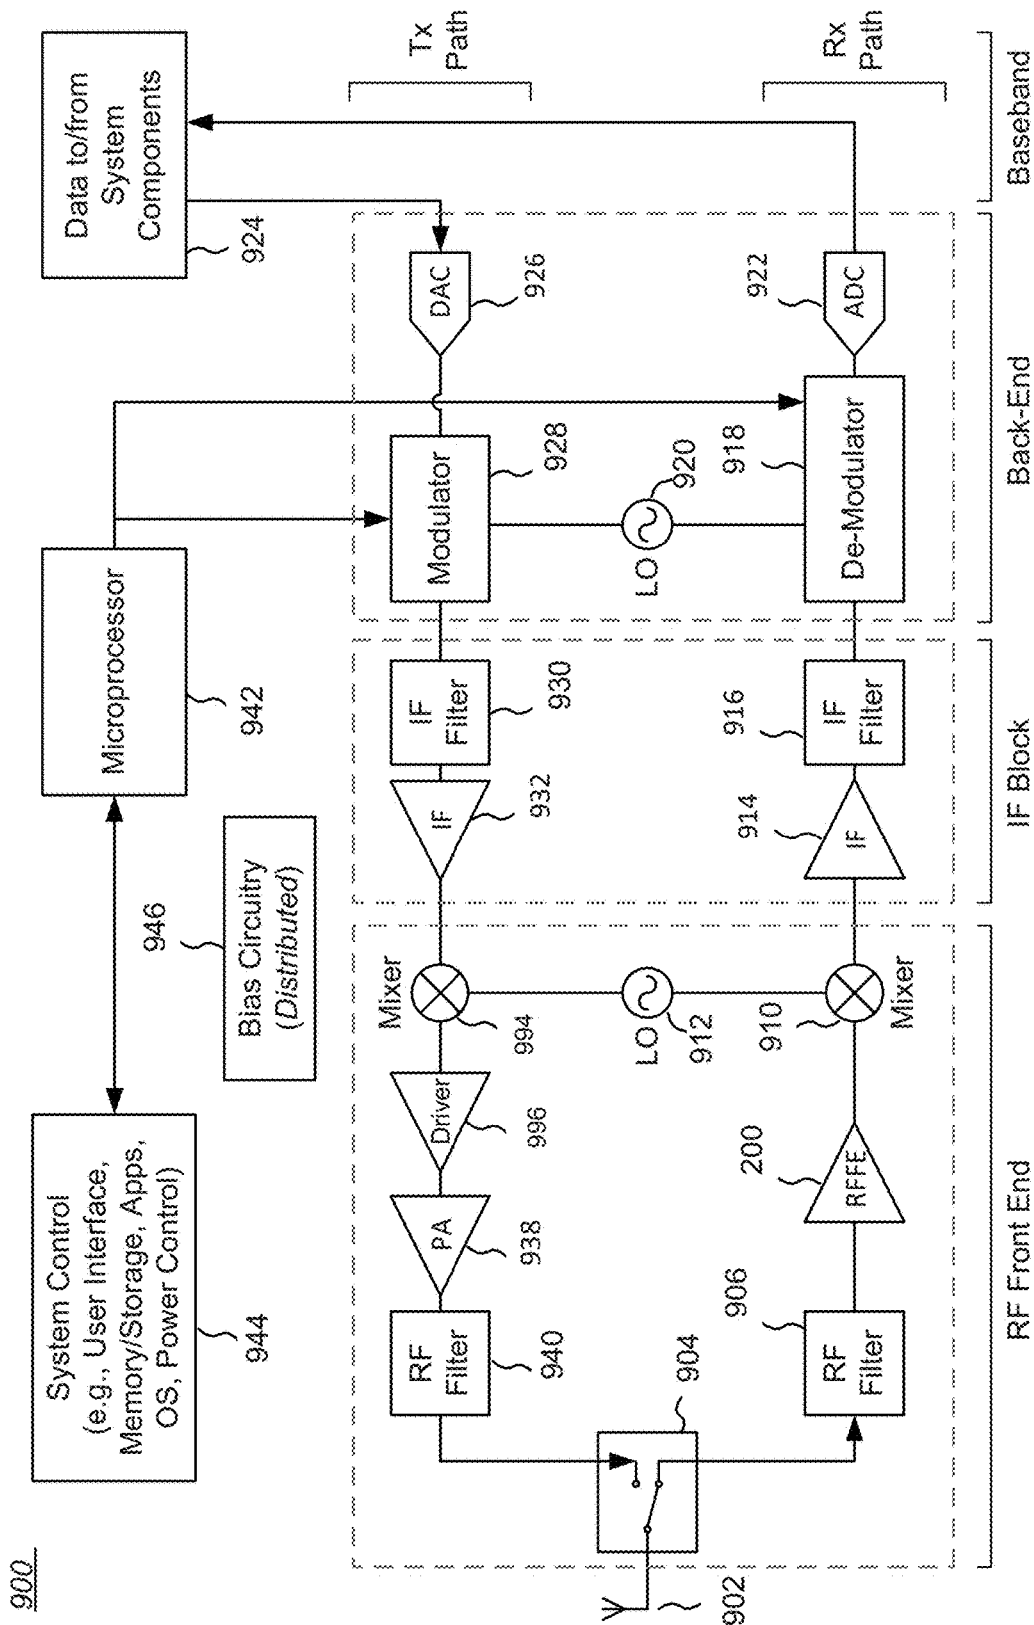 900
System Control
(e.g., User Interface,
Memory/Storage, Apps,
OS, Power Control)
944
946
Bias Circuitry
(Distributed)
Microprocessor
942
Data to/from
System
Components
924
Tx
Path
Rx
Path
RF
Filter
940
PA
938
Driver
996
Mixer
994
IF
932
IF
Filter
930
Modulator
928
DAC
926
902
904
LO
912
LO
920
RF
Filter
906
RFFE
200
910
Mixer
IF
914
IF
Filter
916
De-Modulator
918
ADC
922
RF Front End
IF Block
Back-End
Baseband